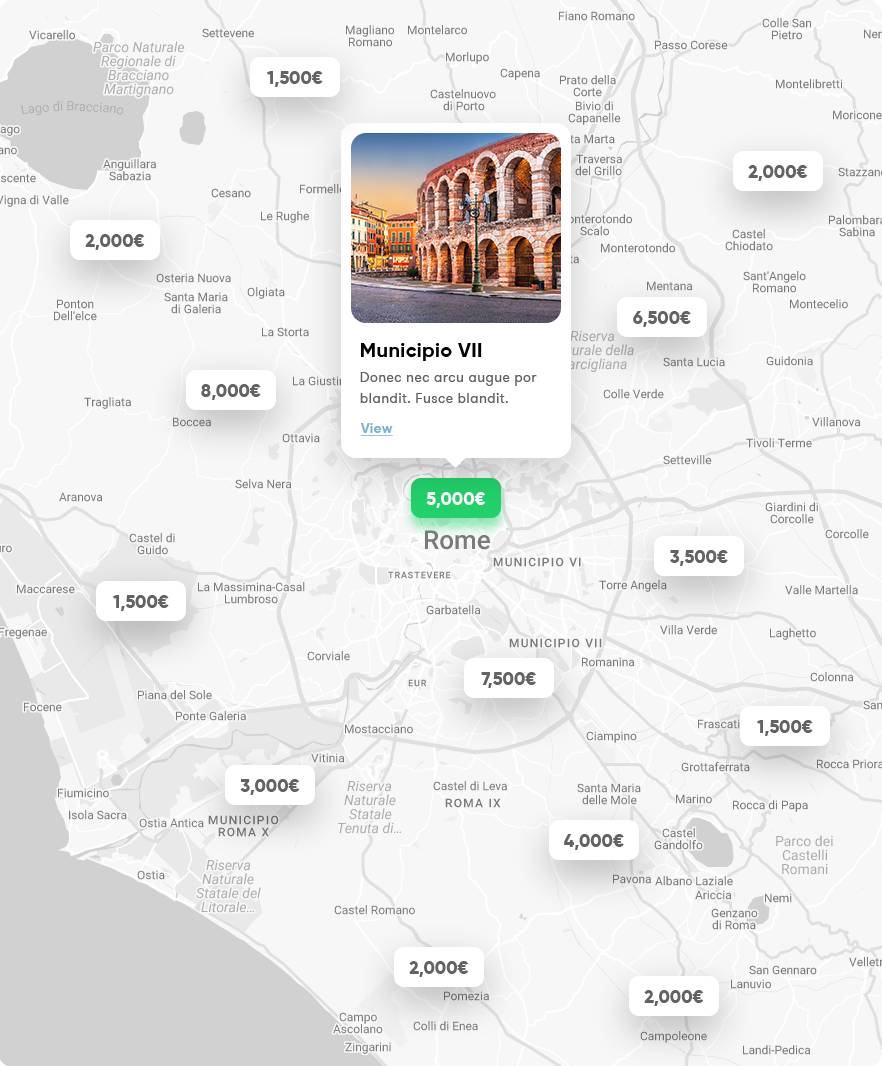 Fiano Romano
Colle San
Pietro
Vicarello
Settevene
Magliano
Romano
Montelarco
Passo Corese
Parco Naturale
Regionale di
Bracciano
Martignano
Morlupo
Capena
1,500€
Prato della
Corte
Bivio di
Capanelle
Montelibretti
Castelnuovo
di Porto
Lago di Bracciano
Moricone
Anguillara
Sabazia
Traversa
del Grillo
2,000€
Stazzan
Vigna di Valle
Cesano
Formelle
Le Rughe
Palombara
Sabina
Scalo
2,000€
Castel
Chiodato
Monterotondo
Osteria Nuova
Sant'Angelo
Romano
Mentana
Santa Maria
di Galeria
Olgiata
Ponton
Dell'elce
Montecelio
6,500€
La Storta
Riserva
Municipio VII
Donec nec arcu augue por
blandit. Fusce blandit.
View
Santa Lucia
Guidonia
8,000€
La Giustin
Colle Verde
Tragliata
Boccea
Villanova
Ottavia
Tivoli Terme
Setteville
Selva Nera
Aranova
5,000€
Giardini di
Corcolle
Corcolle
Castel di
Guido
Rome
3,500€
MUNICIPIO VI
TRASTEVERE
Maccarese
La Massimina-Casal
Lumbroso
Torre Angela
Valle Martella
1,500€
Garbatella
Fregenae
Villa Verde
Laghetto
MUNICIPIO VII
Corviale
Romanina
Colonna
7,500€
EUR
Piana del Sole
Focene
Ponte Galeria
Frascati
1,500€
Mostacciano
Ciampino
Vitinia
Grottaferrata
Rocca Priora
3,000€
Fiumicino
Riserva
Naturale
Statale
Tenuta di...
Castel di Leva
ROMA IX
Santa Maria
delle Mole
Marino
Rocca di Papa
Isola Sacra
Ostia Antica
MUNICIPIO
ROMA X
4,000€
Castel
Gandolfo
Parco dei
Castelli
Romani
Ostia
Riserva
Naturale
Statale del
Litorale...
Pavona
Albano Laziale
Ariccia
Nemi
Castel Romano
Genzano
di Roma
2,000€
San Gennaro
Velletr
Lanuvio
Pomezia
2,000€
Campo
Ascolano
Colli di Enea
Campoleone
Zingarini
Landi-Pedica